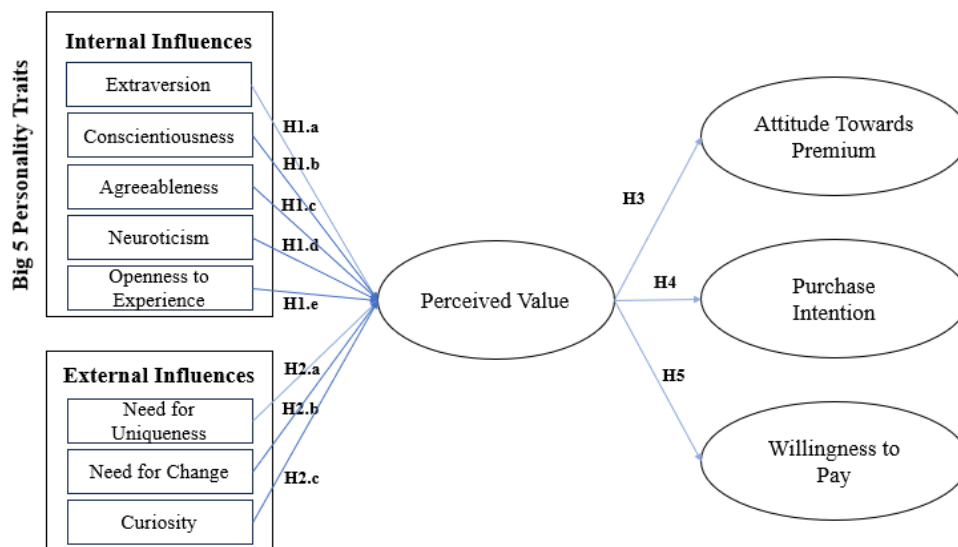 Big 5 Personality Traits
Internal Influences
Extraversion
Conscientiousness
Agreeableness
Neuroticism
Openness to
Experience
H1.a
H1.b
H1.c
H1.d
H1.e
External Influences
Need for
Uniqueness
Need for Change
Curiosity
H2.a
H2.b
H2.c
Perceived Value
H3
H4
H5
Attitude Towards
Premium
Purchase
Intention
Willingness to
Pay